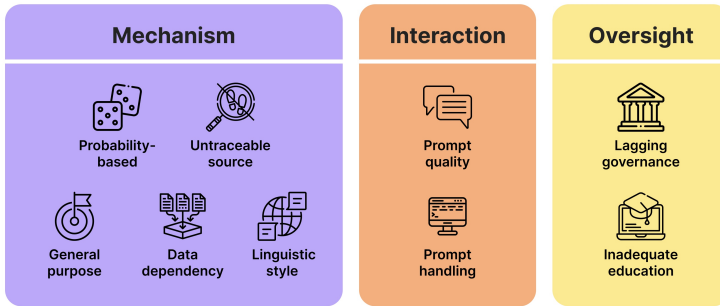 Mechanism
Interaction
Oversight
Probability-
based
Untraceable
source
General
purpose
Data
dependency
Linguistic
style
Prompt
quality
Prompt
handling
Lagging
governance
Inadequate
education